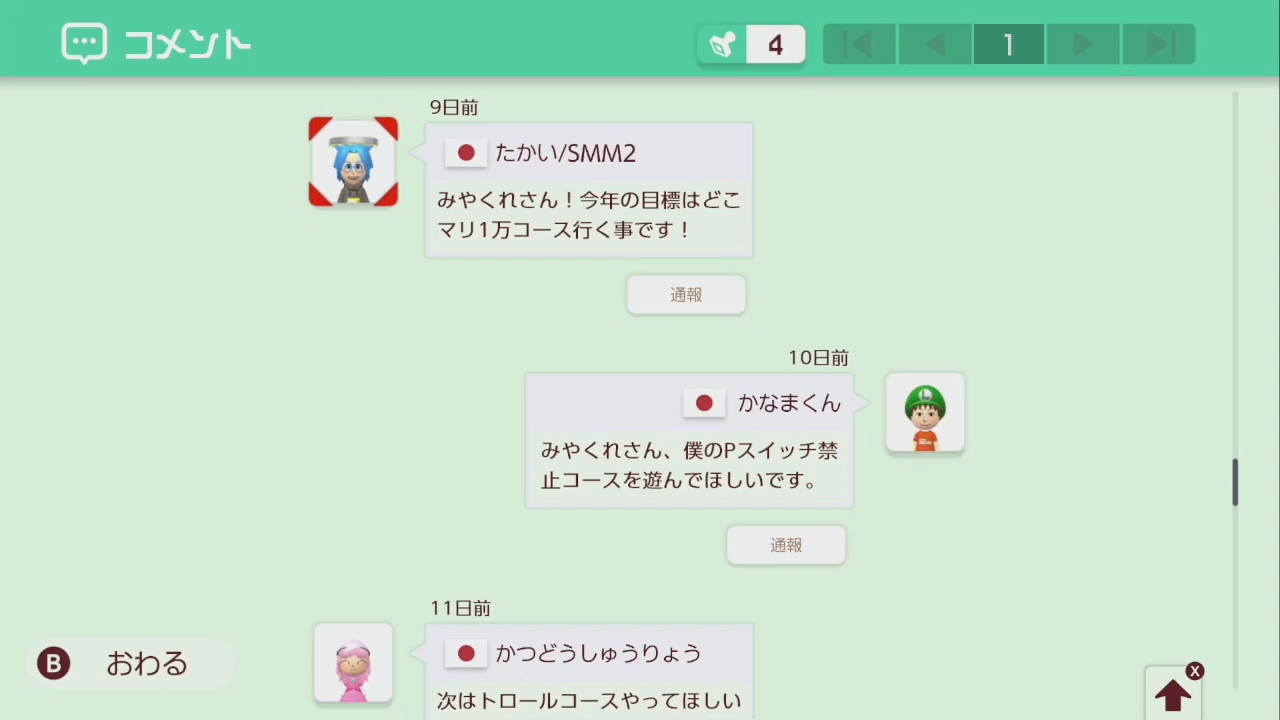 コメント
4
1
9日前
たかい/SMM2
みやくれさん！今年の目標はどこ
マリ1万コース行く事です！
通報
10日前
かなまくん
みやくれさん、僕のPスイッチ禁
止コースを遊んでほしいです。
通報
11日前
かつどうしゅうりょう
次はトロールコースやってほしい
B おわる
X